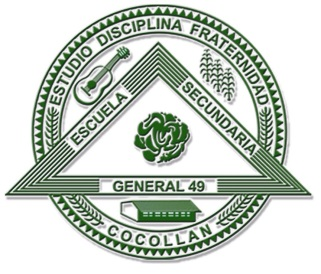 ESTUDIO DISCIPLINA FRATERNIDAD
ESCUELA SECUNDARIA
GENERAL 49
COCOLLAN